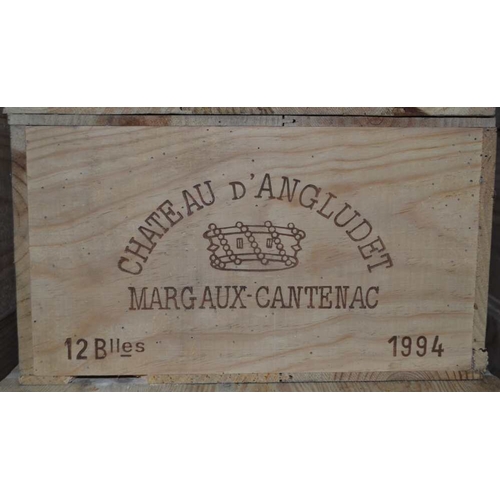 CHATEAU D'ANGLUDET
MARGAUX-CANTENAC
12 Blles
1994